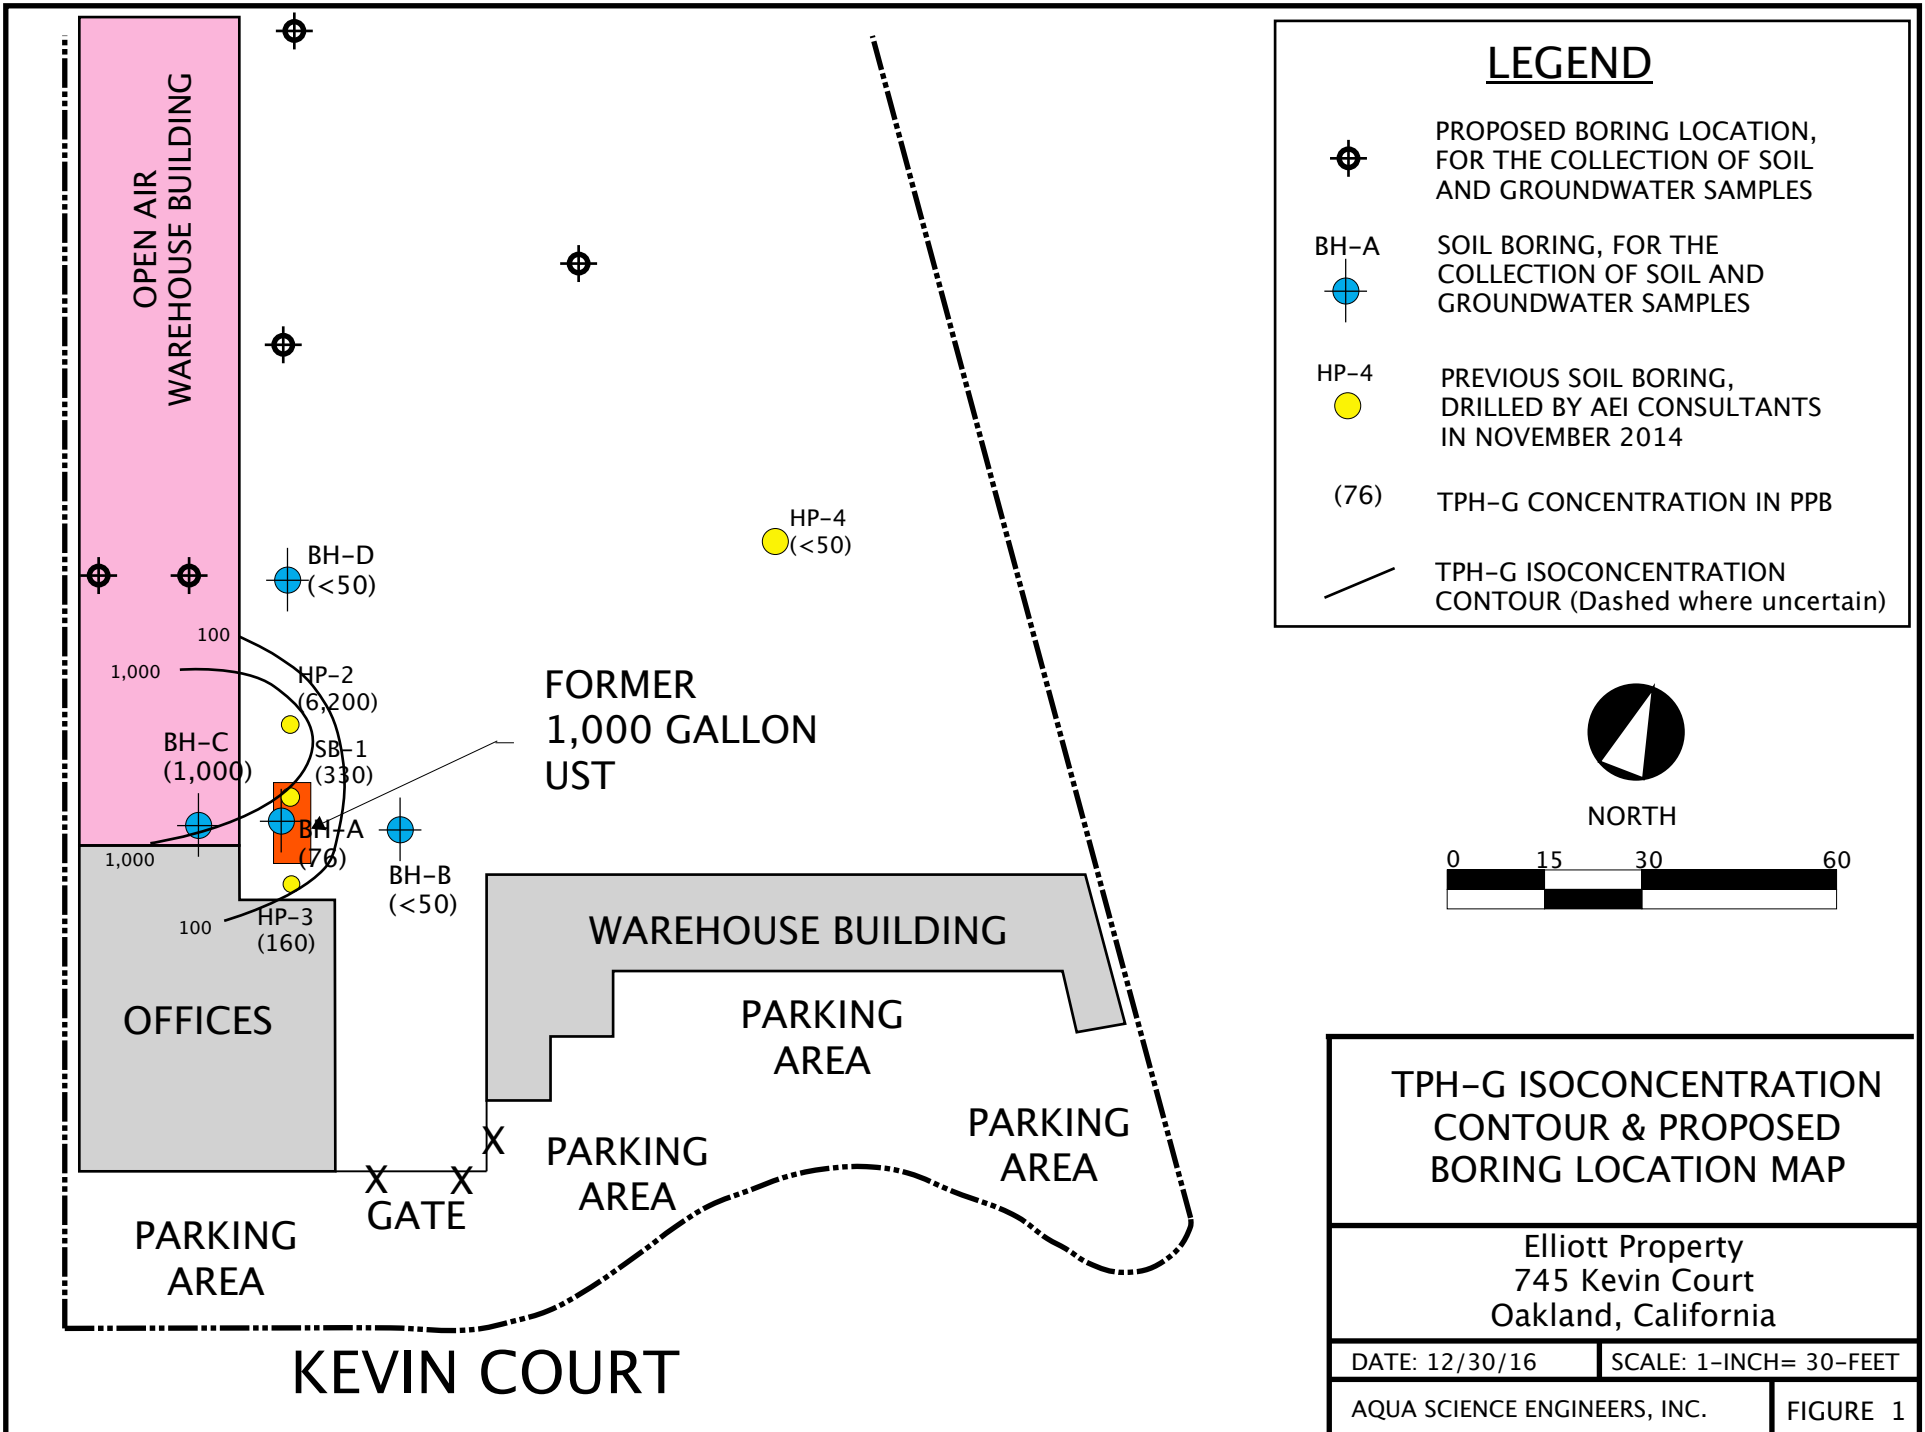 OPEN AIR
WAREHOUSE BUILDING
BH-D
(<50)
HP-4
(<50)
100
1,000
HP-2
(6,200)
FORMER
1,000 GALLON
UST
BH-C
(1,000)
SB-1
(330)
BH-A
(76)
BH-B
(<50)
1,000
100
HP-3
(160)
WAREHOUSE BUILDING
OFFICES
PARKING
AREA
PARKING
AREA
PARKING
AREA
X
X
X
GATE
PARKING
AREA
KEVIN COURT
LEGEND
PROPOSED BORING LOCATION,
FOR THE COLLECTION OF SOIL
AND GROUNDWATER SAMPLES
BH-A
SOIL BORING, FOR THE
COLLECTION OF SOIL AND
GROUNDWATER SAMPLES
HP-4
PREVIOUS SOIL BORING,
DRILLED BY AEI CONSULTANTS
IN NOVEMBER 2014
(76)
TPH-G CONCENTRATION IN PPB
TPH-G ISOCONCENTRATION
CONTOUR (Dashed where uncertain)
NORTH
0 15 30 60
TPH-G ISOCONCENTRATION
CONTOUR & PROPOSED
BORING LOCATION MAP
Elliott Property
745 Kevin Court
Oakland, California
DATE: 12/30/16
SCALE: 1-INCH= 30-FEET
AQUA SCIENCE ENGINEERS, INC.
FIGURE 1